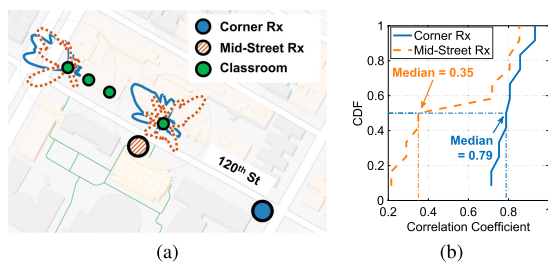 Corner Rx
Mid-Street Rx
Classroom
120th St
(a)
Corner Rx
Mid-Street Rx
Median = 0.35
Median
= 0.79
CDF
1
0.8
0.6
0.4
0.2
0
0.2
0.4
0.6
0.8
1
Correlation Coefficient
(b)